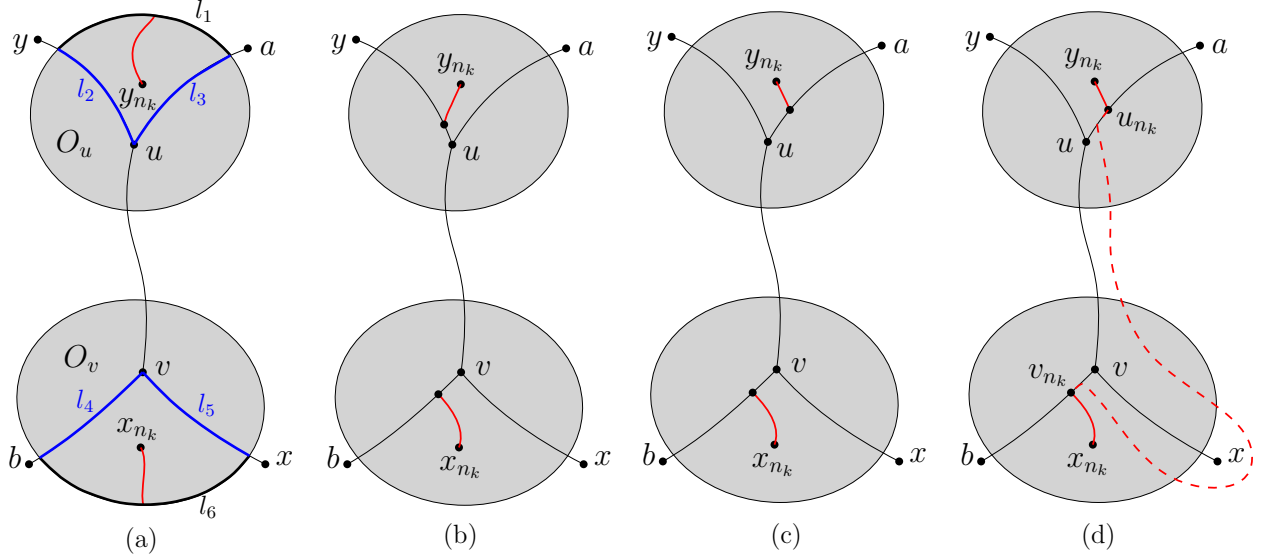 l₁
y a y y_{n_k} a y y_{n_k} a y y_{n_k} a
l₂ y_{n_k} l₃
O_u u u u u u_{n_k}
O_v v v v v_{n_k} v
l₄ l₅
x_{n_k}
b x b x_{n_k} x b x_{n_k} x b x_{n_k} x
l₆
(a) (b) (c) (d)